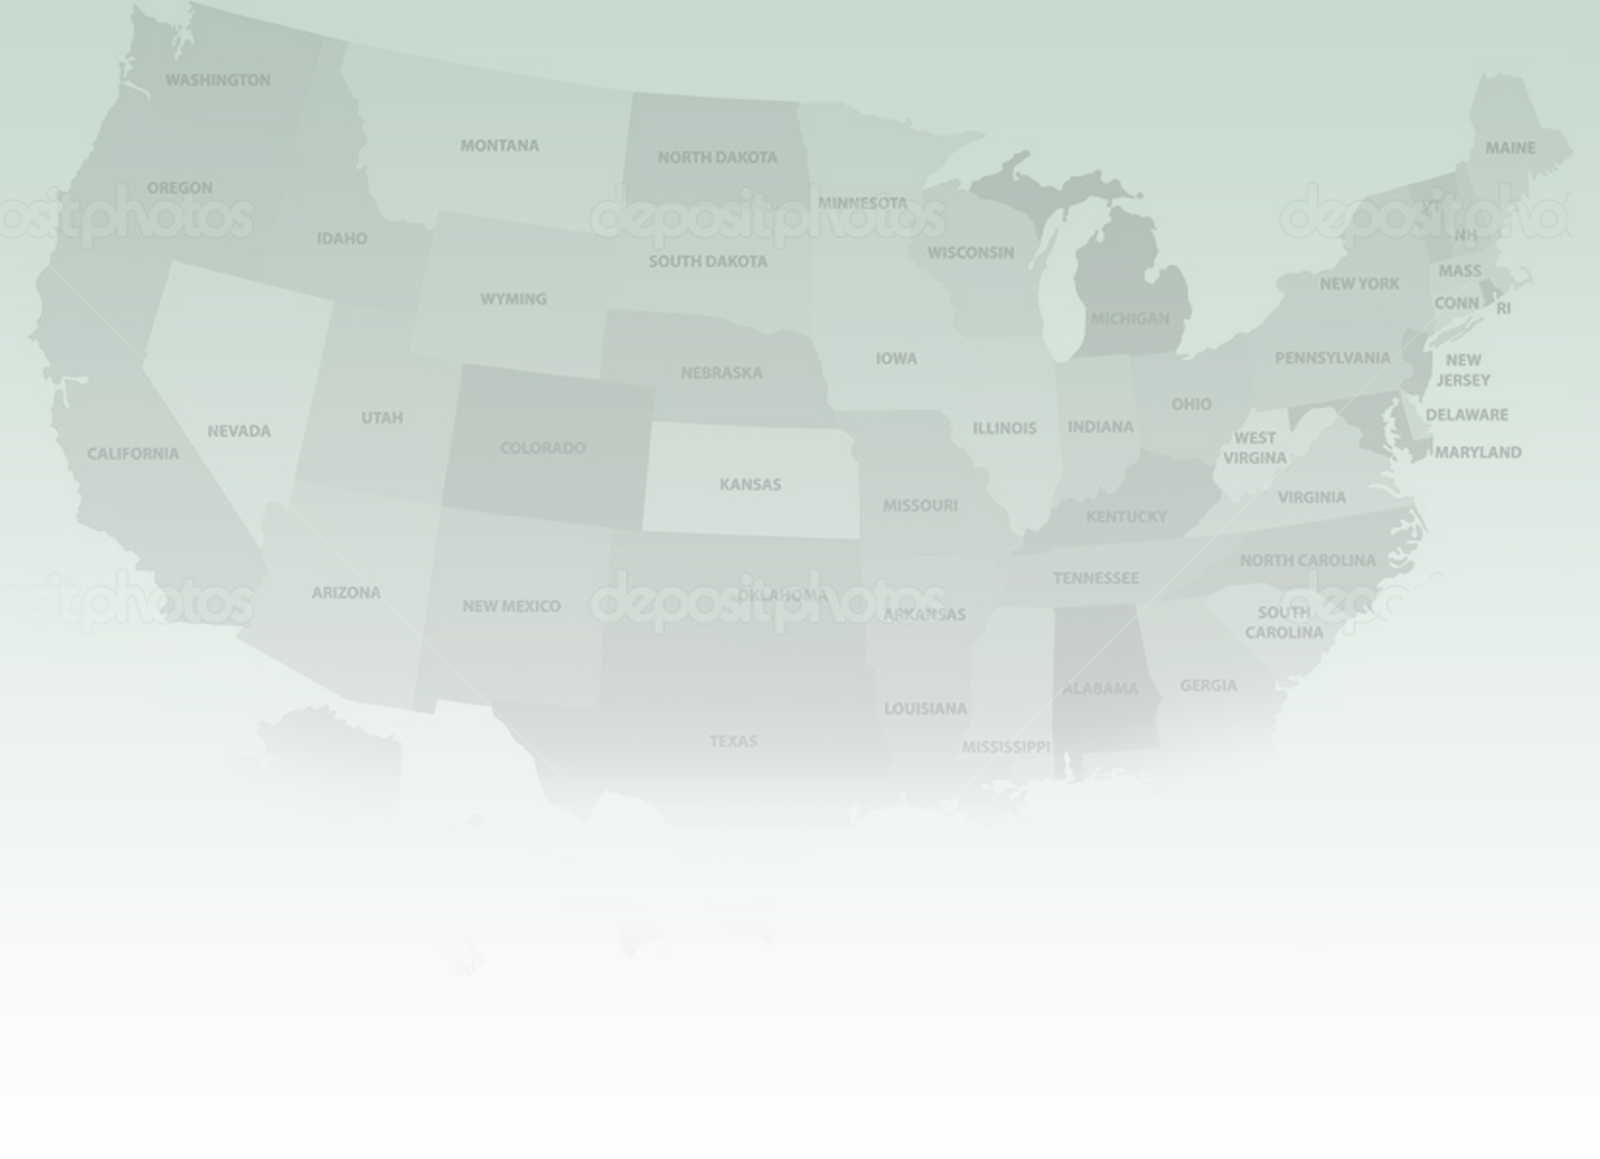 WASHINGTON
MONTANA
NORTH DAKOTA
MAINE
OREGON
MINNESOTA
VT
IDAHO
NH
WISCONSIN
SOUTH DAKOTA
MASS
NEW YORK
WYMING
CONN
RI
MICHIGAN
IOWA
PENNSYLVANIA
NEW
JERSEY
NEBRASKA
OHIO
DELAWARE
UTAH
INDIANA
ILLINOIS
NEVADA
WEST
VIRGINA
COLORADO
CALIFORNIA
MARYLAND
KANSAS
VIRGINIA
MISSOURI
KENTUCKY
NORTH CAROLINA
TENNESSEE
ARIZONA
OKLAHOMA
NEW MEXICO
ARKANSAS
SOUTH
CAROLINA
GERGIA
ALABAMA
LOUISIANA
TEXAS
MISSISSIPPI
depositphotos
depositphotos
depositphotos
depositphotos